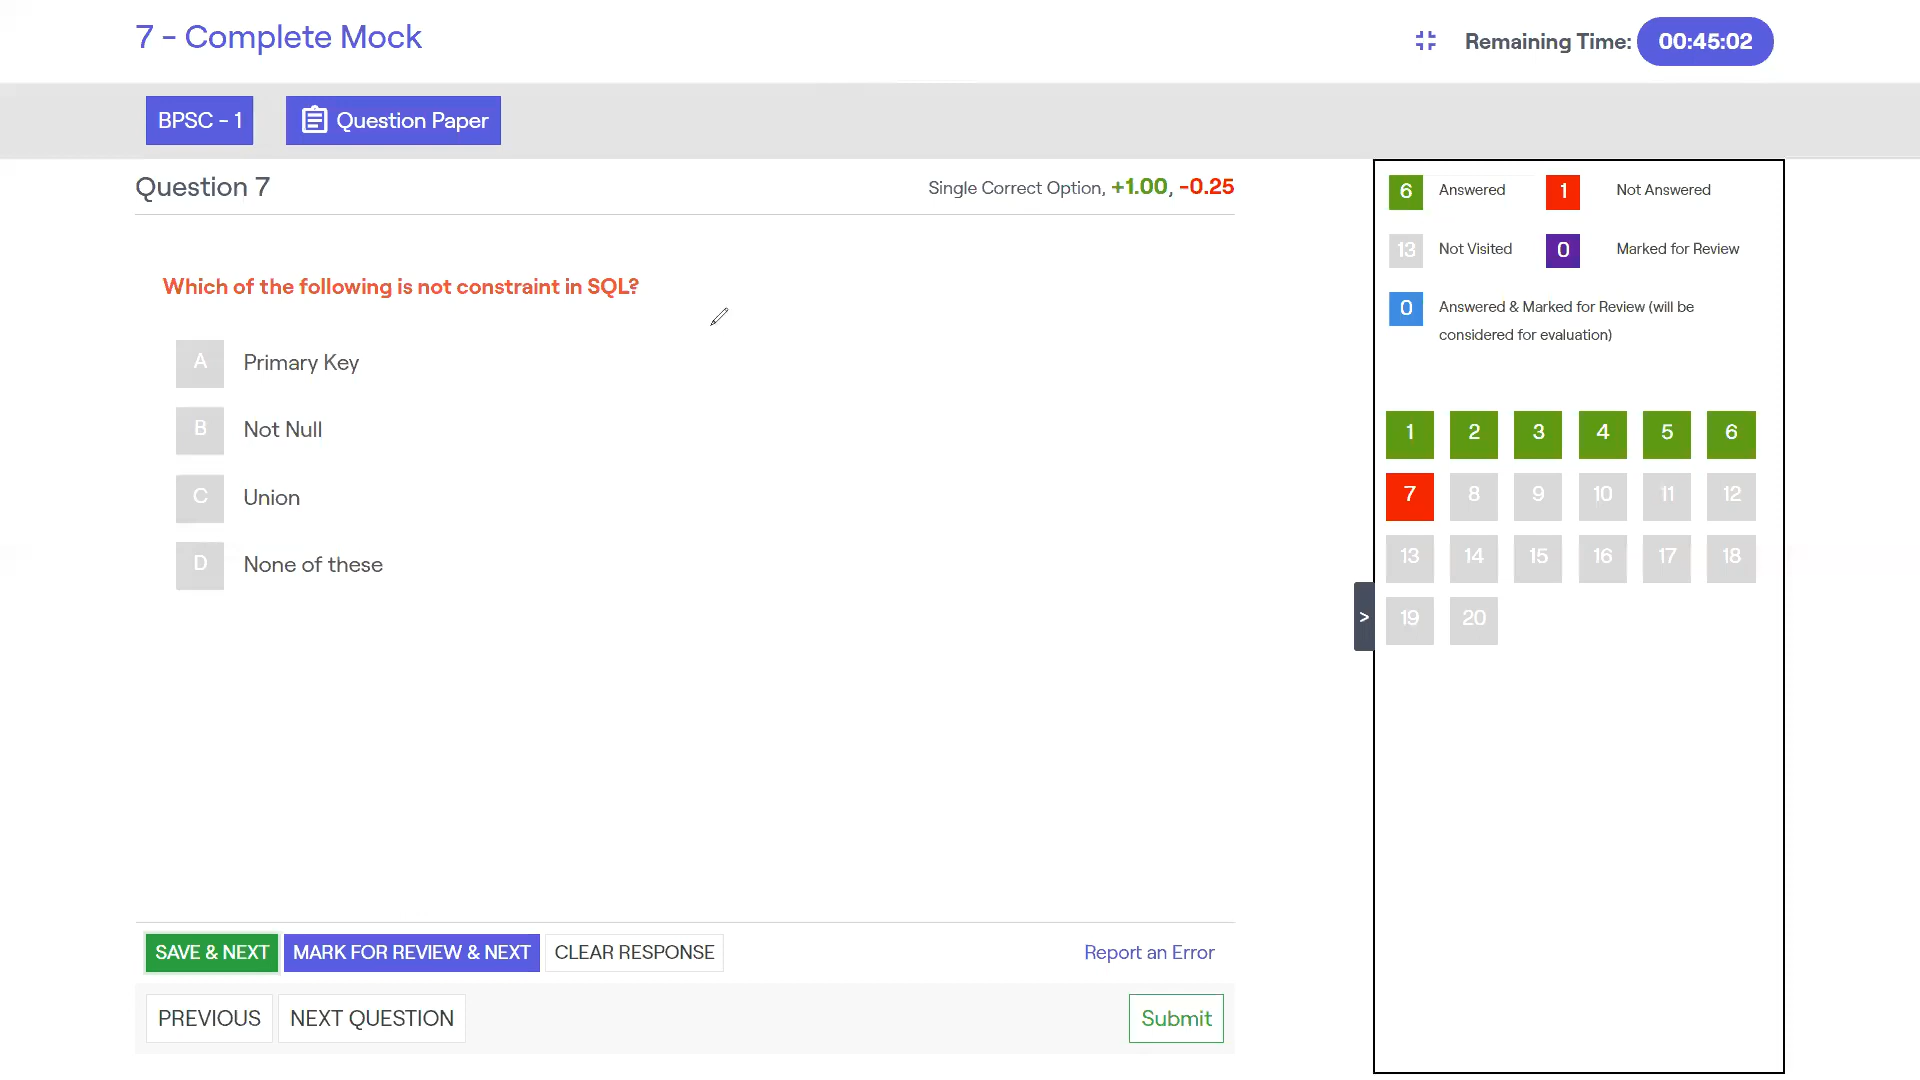 7 - Complete Mock
Remaining Time: 00:45:02
BPSC - 1
Question Paper
Question 7
Single Correct Option, +1.00, -0.25
Which of the following is not constraint in SQL?
A Primary Key
B Not Null
C Union
D None of these
SAVE & NEXT
MARK FOR REVIEW & NEXT
CLEAR RESPONSE
Report an Error
PREVIOUS
NEXT QUESTION
Submit
6 Answered
1 Not Answered
13 Not Visited
0 Marked for Review
0 Answered & Marked for Review (will be
considered for evaluation)
1 2 3 4 5 6
7 8 9 10 11 12
13 14 15 16 17 18
> 19 20